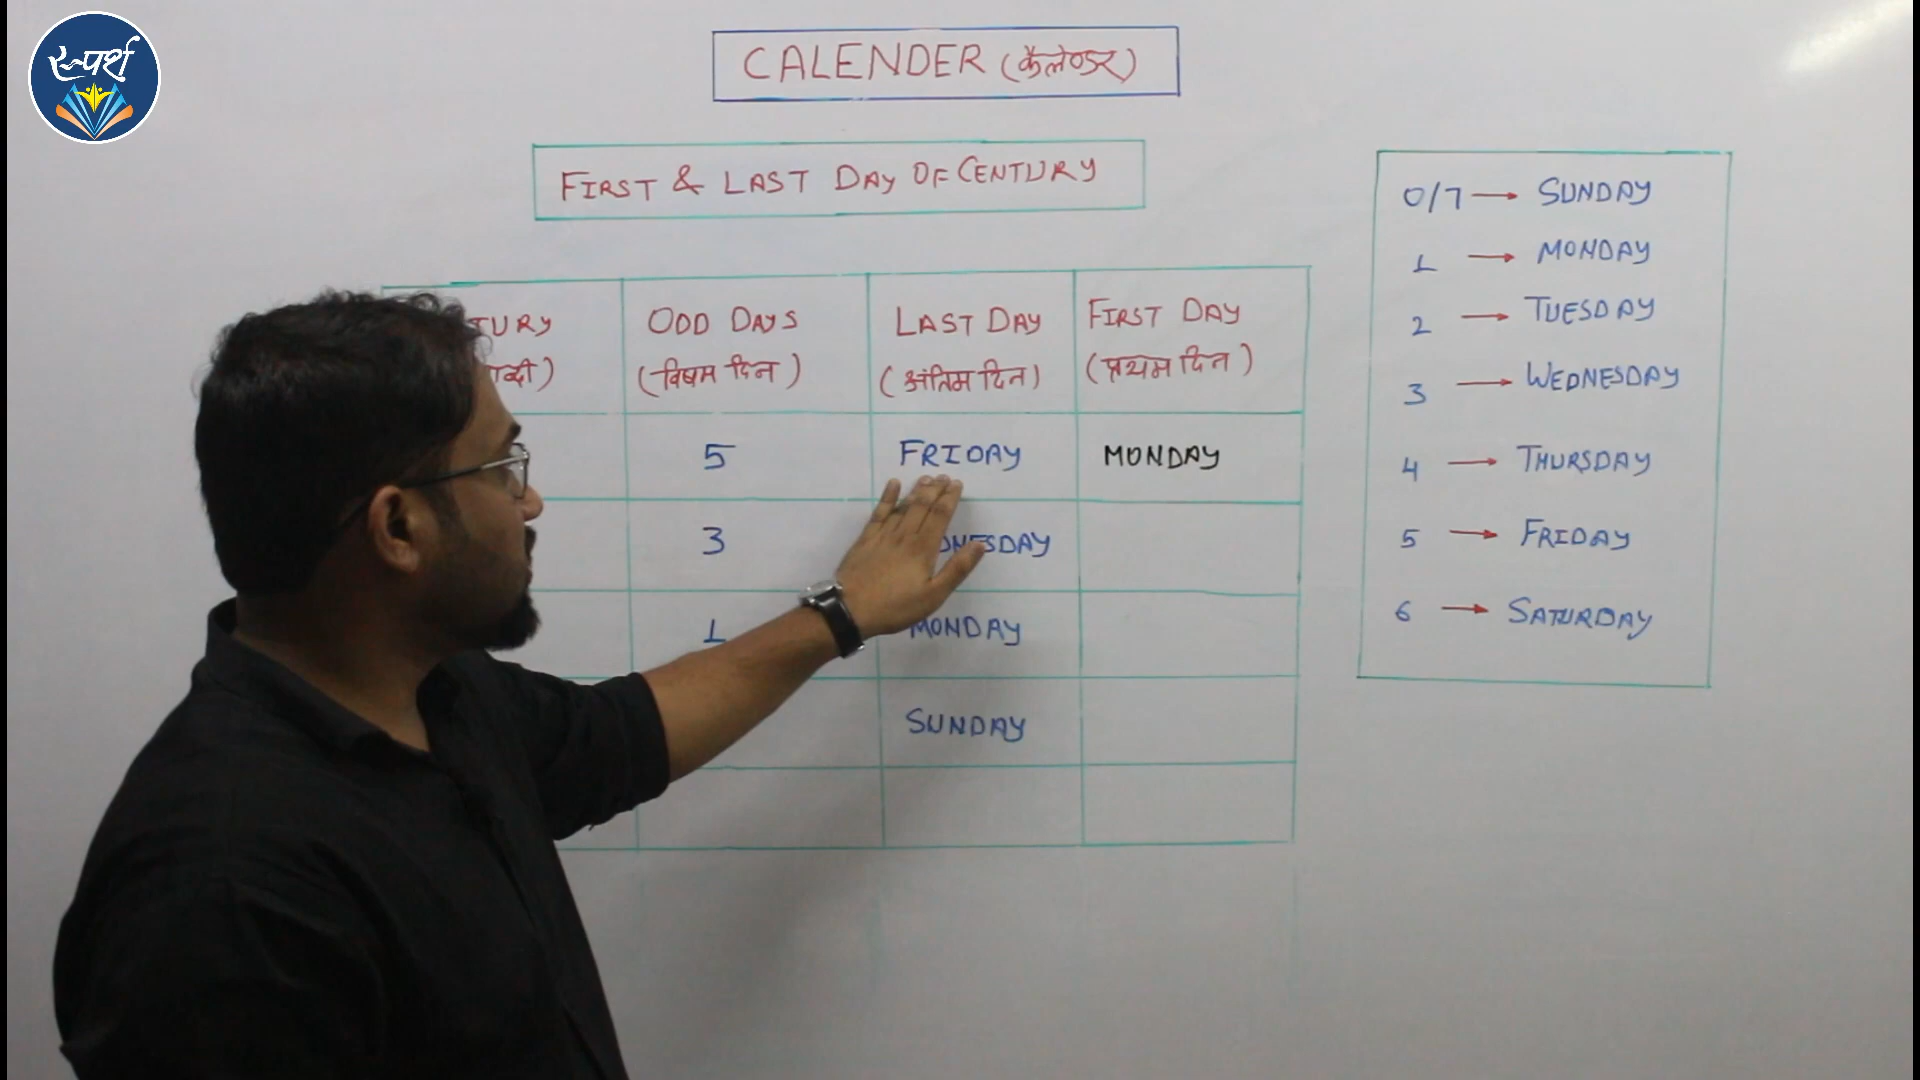 स्पर्श
CALENDER (कैलेण्डर)
FIRST & LAST DAY OF CENTURY
ODD DAYS
(विषम दिन)
LAST DAY
(अंतिम दिन)
FIRST DAY
(प्रथम दिन)
5
FRIDAY
MONDAY
3
1
MONDAY
SUNDAY
0/7 → SUNDAY
1 → MONDAY
2 → TUESDAY
3 → WEDNESDAY
4 → THURSDAY
5 → FRIDAY
6 → SATURDAY